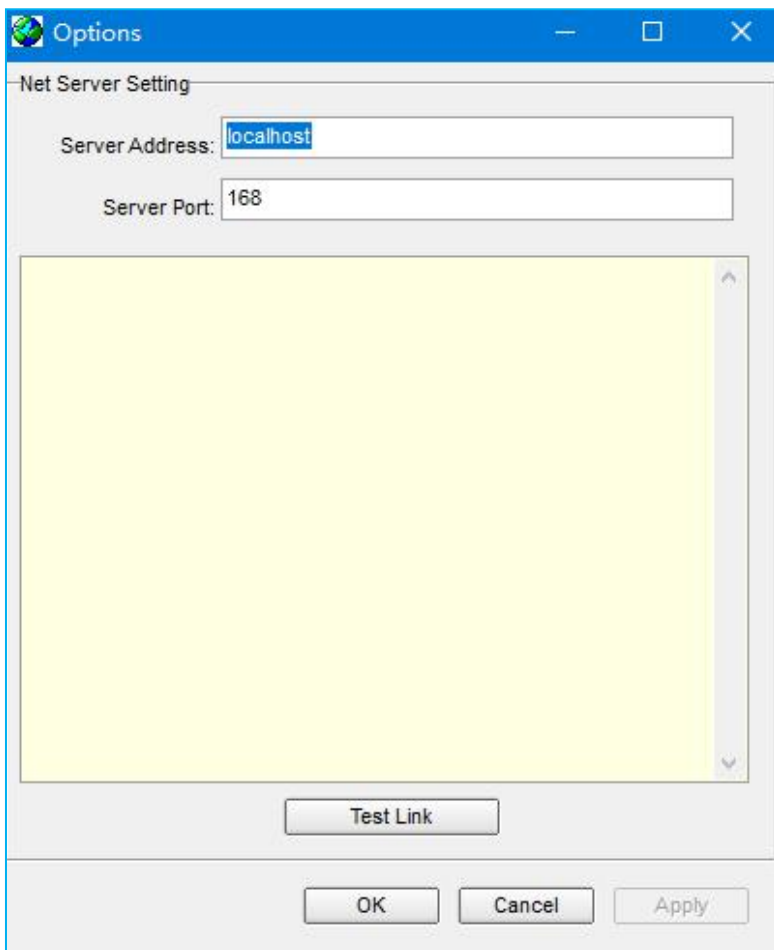 Options
Net Server Setting
Server Address: localhost
Server Port: 168
Test Link
OK Cancel Apply